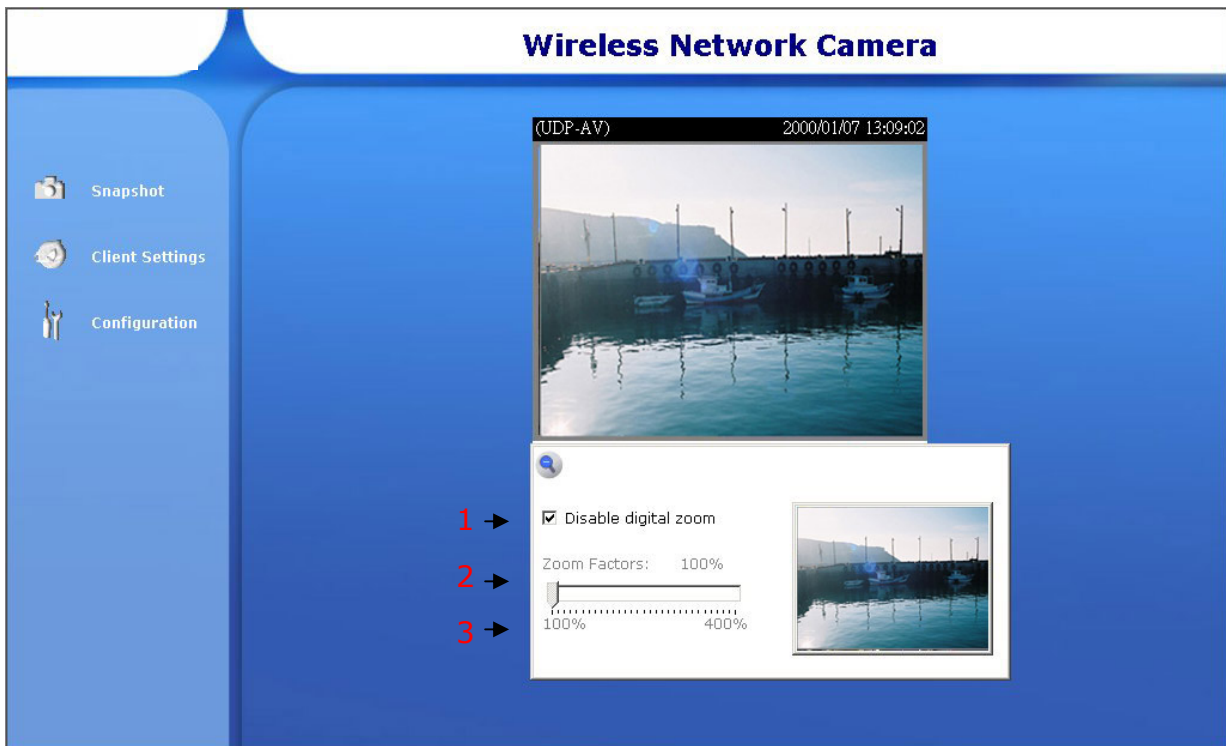 Wireless Network Camera
(UDP-AV) 2000/01/07 13:09:02
Snapshot
Client Settings
Configuration
1 Disable digital zoom
Zoom Factors: 100%
2
3 100% 400%